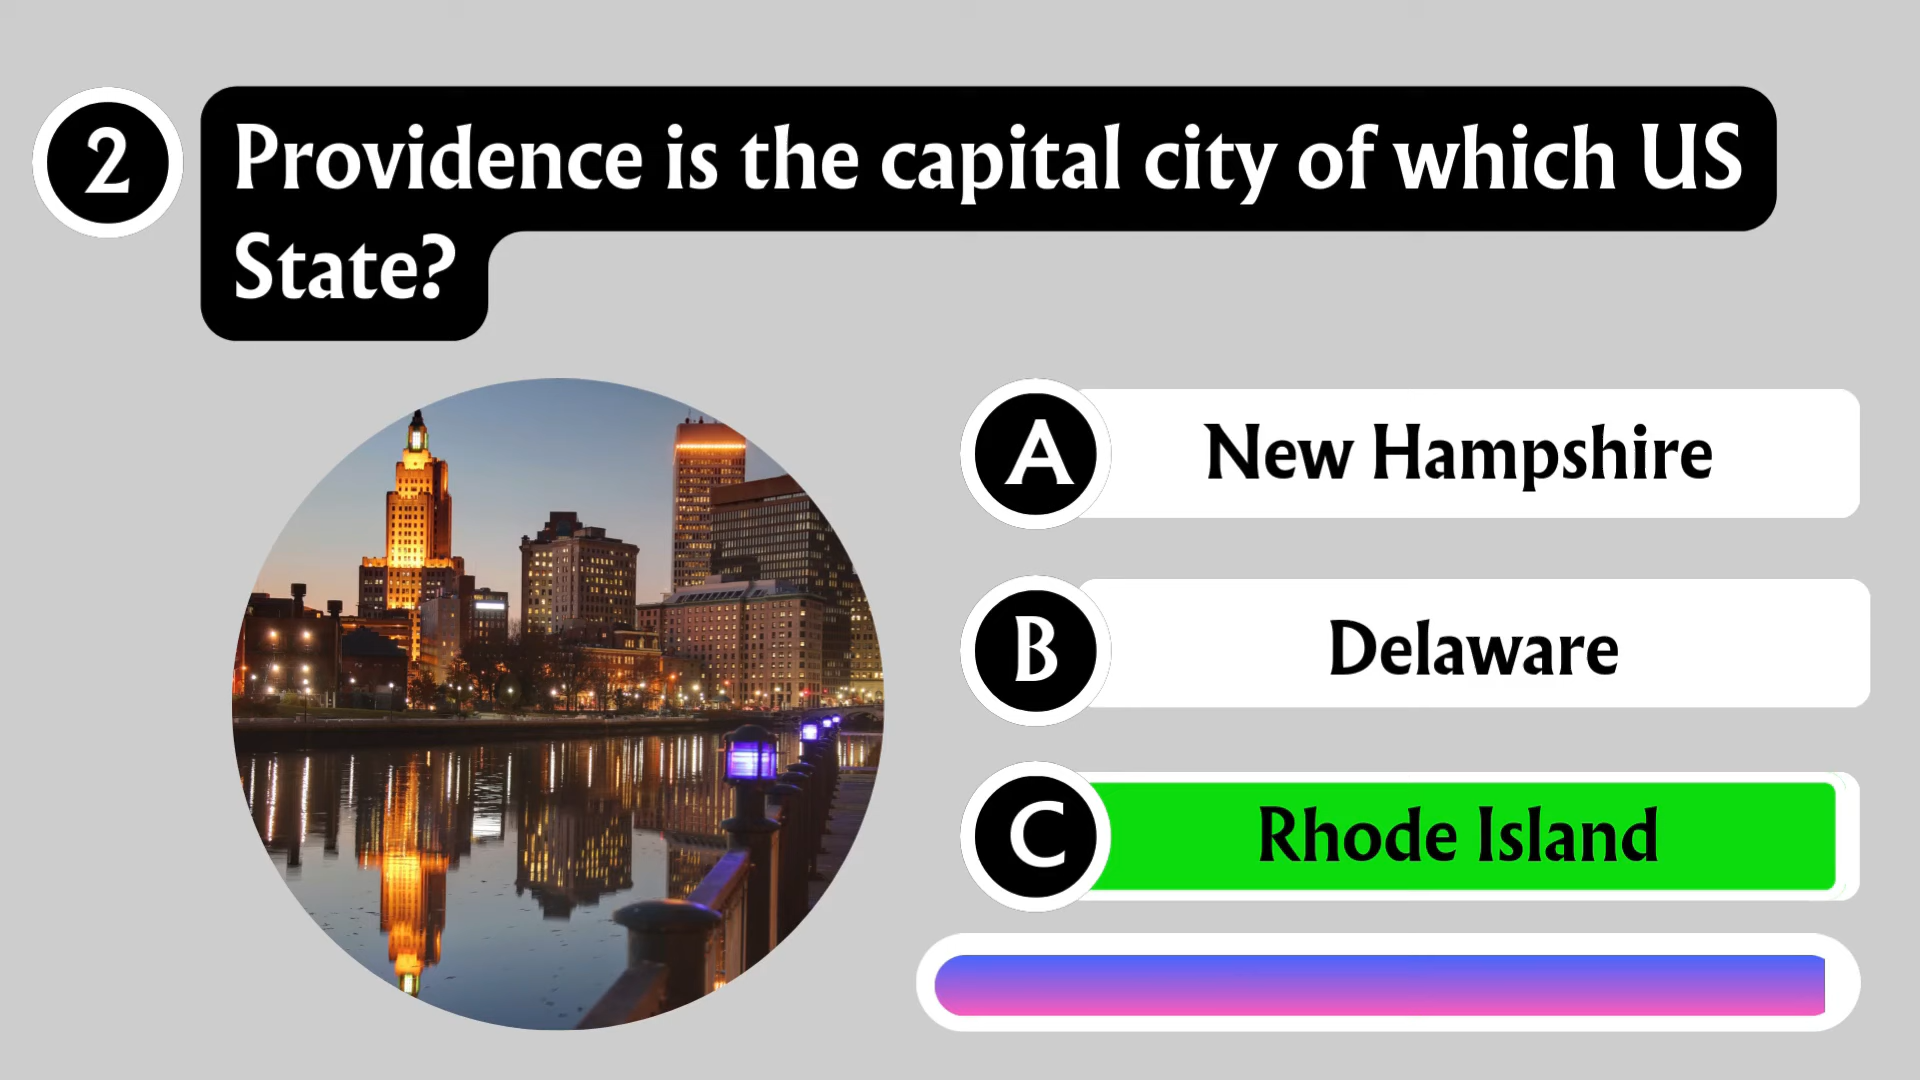 2
Providence is the capital city of which US
State?
A
New Hampshire
B
Delaware
C
Rhode Island